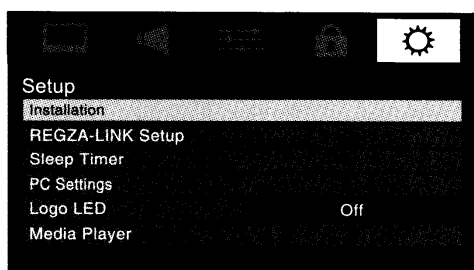 Setup
Installation
REGZA-LINK Setup
Sleep Timer
PC Settings
Logo LED Off
Media Player